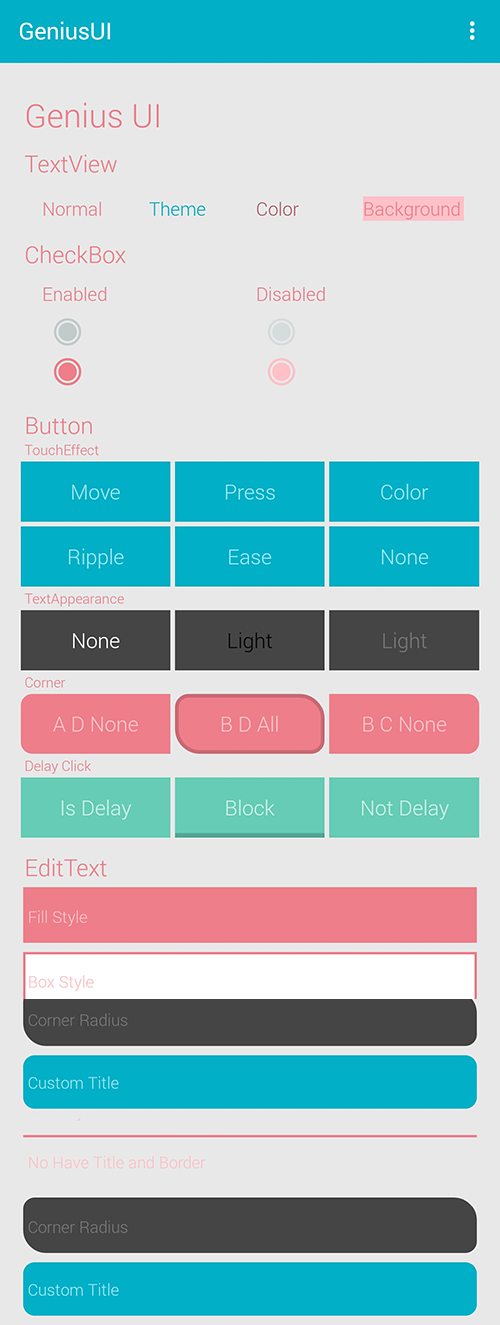 GeniusUI
Genius UI
TextView
Normal Theme Color Background
CheckBox
Enabled Disabled
Button
TouchEffect
Move Press Color
Ripple Ease None
TextAppearance
None Light Light
Corner
A D None B D All B C None
Delay Click
Is Delay Block Not Delay
EditText
Fill Style
Box Style
Corner Radius
Custom Title
No Have Title and Border
Corner Radius
Custom Title